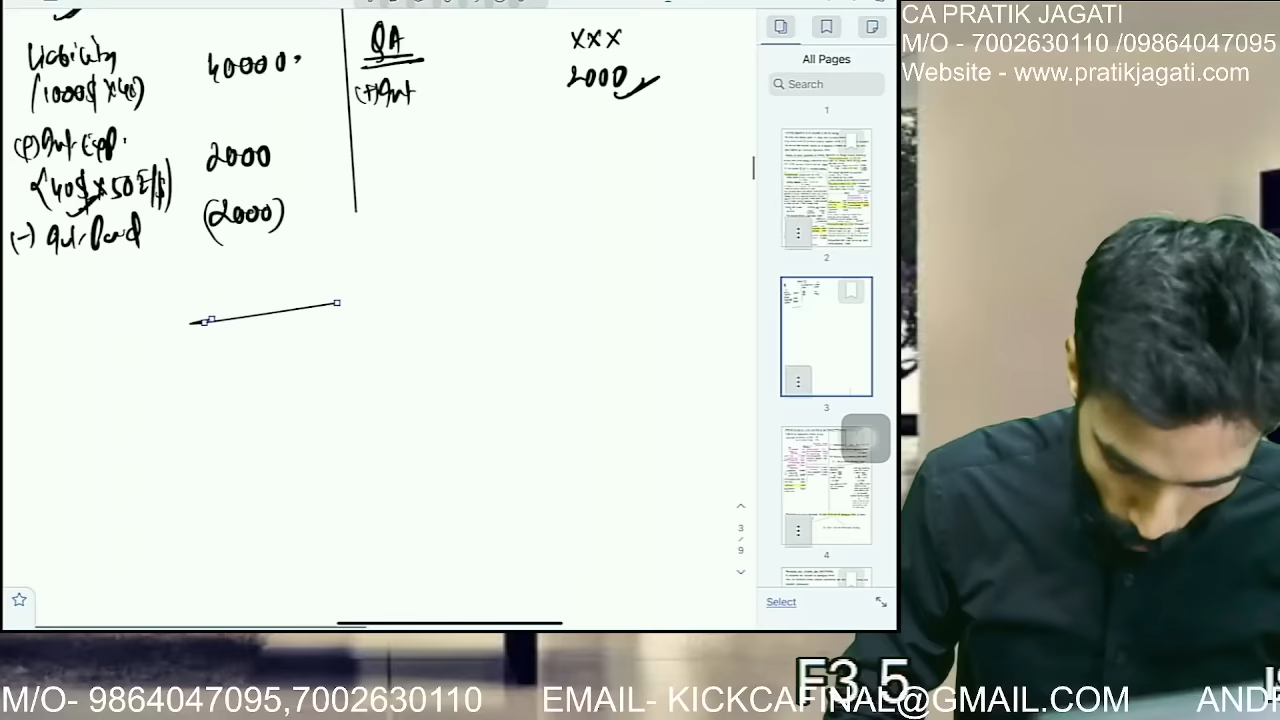 Liability
40000
(1000$ x 40)
(+) Int Exp.
2000
(40$ x 50₹/$)
(-) Int. Paid
(2000)
QA
xxx
(+) Int
2000
All Pages
Search
1
2
3
4
3
/
9
Select
CA PRATIK JAGATI
M/O - 7002630110 /09864047095
Website - www.pratikjagati.com
F3 5
M/O- 9864047095,7002630110 EMAIL- KICKCAFINAL@GMAIL.COM ANDI